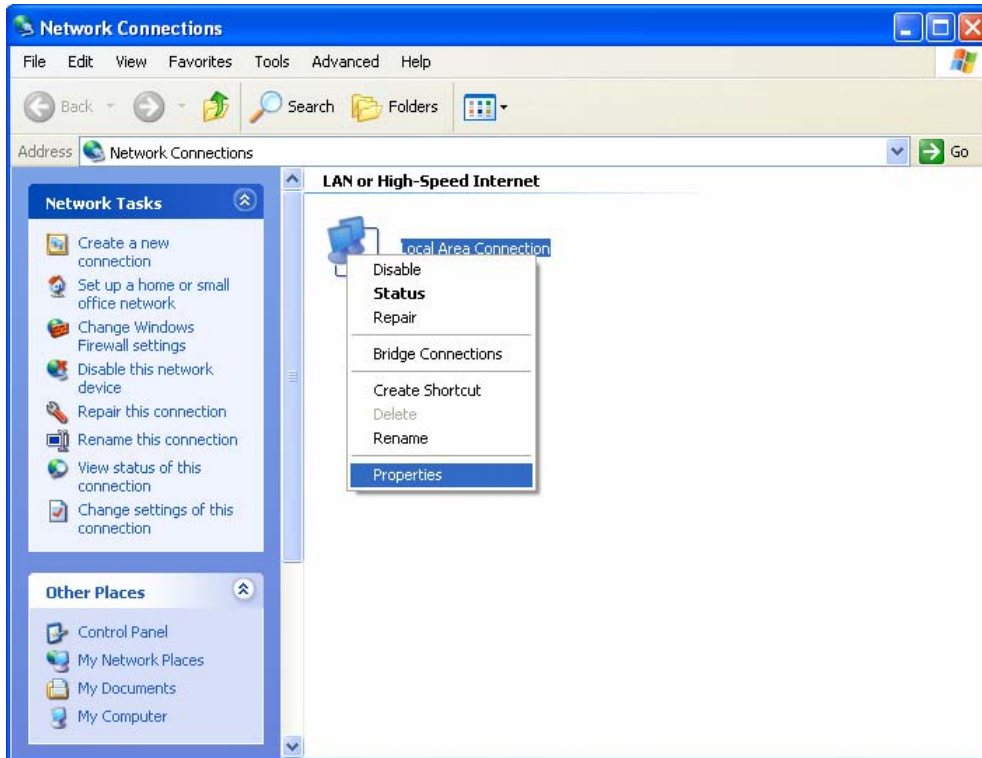 Network Connections
File Edit View Favorites Tools Advanced Help
Back Search Folders
Address Network Connections Go
Network Tasks
Create a new
connection
Set up a home or small
office network
Change Windows
Firewall settings
Disable this network
device
Repair this connection
Rename this connection
View status of this
connection
Change settings of this
connection
Other Places
Control Panel
My Network Places
My Documents
My Computer
LAN or High-Speed Internet
Local Area Connection
Disable
Status
Repair
Bridge Connections
Create Shortcut
Delete
Rename
Properties